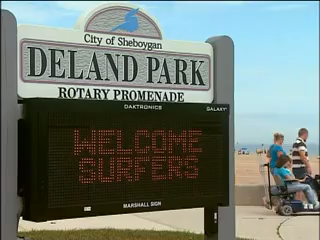 City of Sheboygan
DELAND PARK
ROTARY PROMENADE
DAKTRONICS GALAXY
WELCOME
SURFERS
MARSHALL SIGN